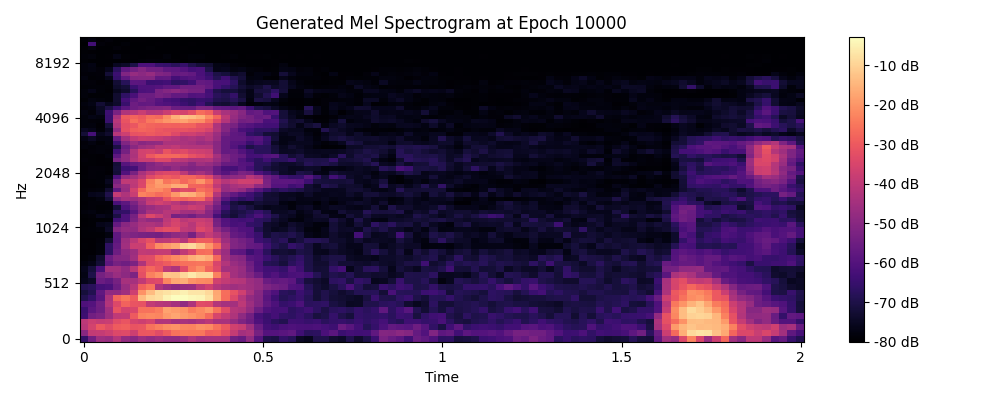 Generated Mel Spectrogram at Epoch 10000
Hz
8192
4096
2048
1024
512
0
0
0.5
1
1.5
2
Time
-10 dB
-20 dB
-30 dB
-40 dB
-50 dB
-60 dB
-70 dB
-80 dB